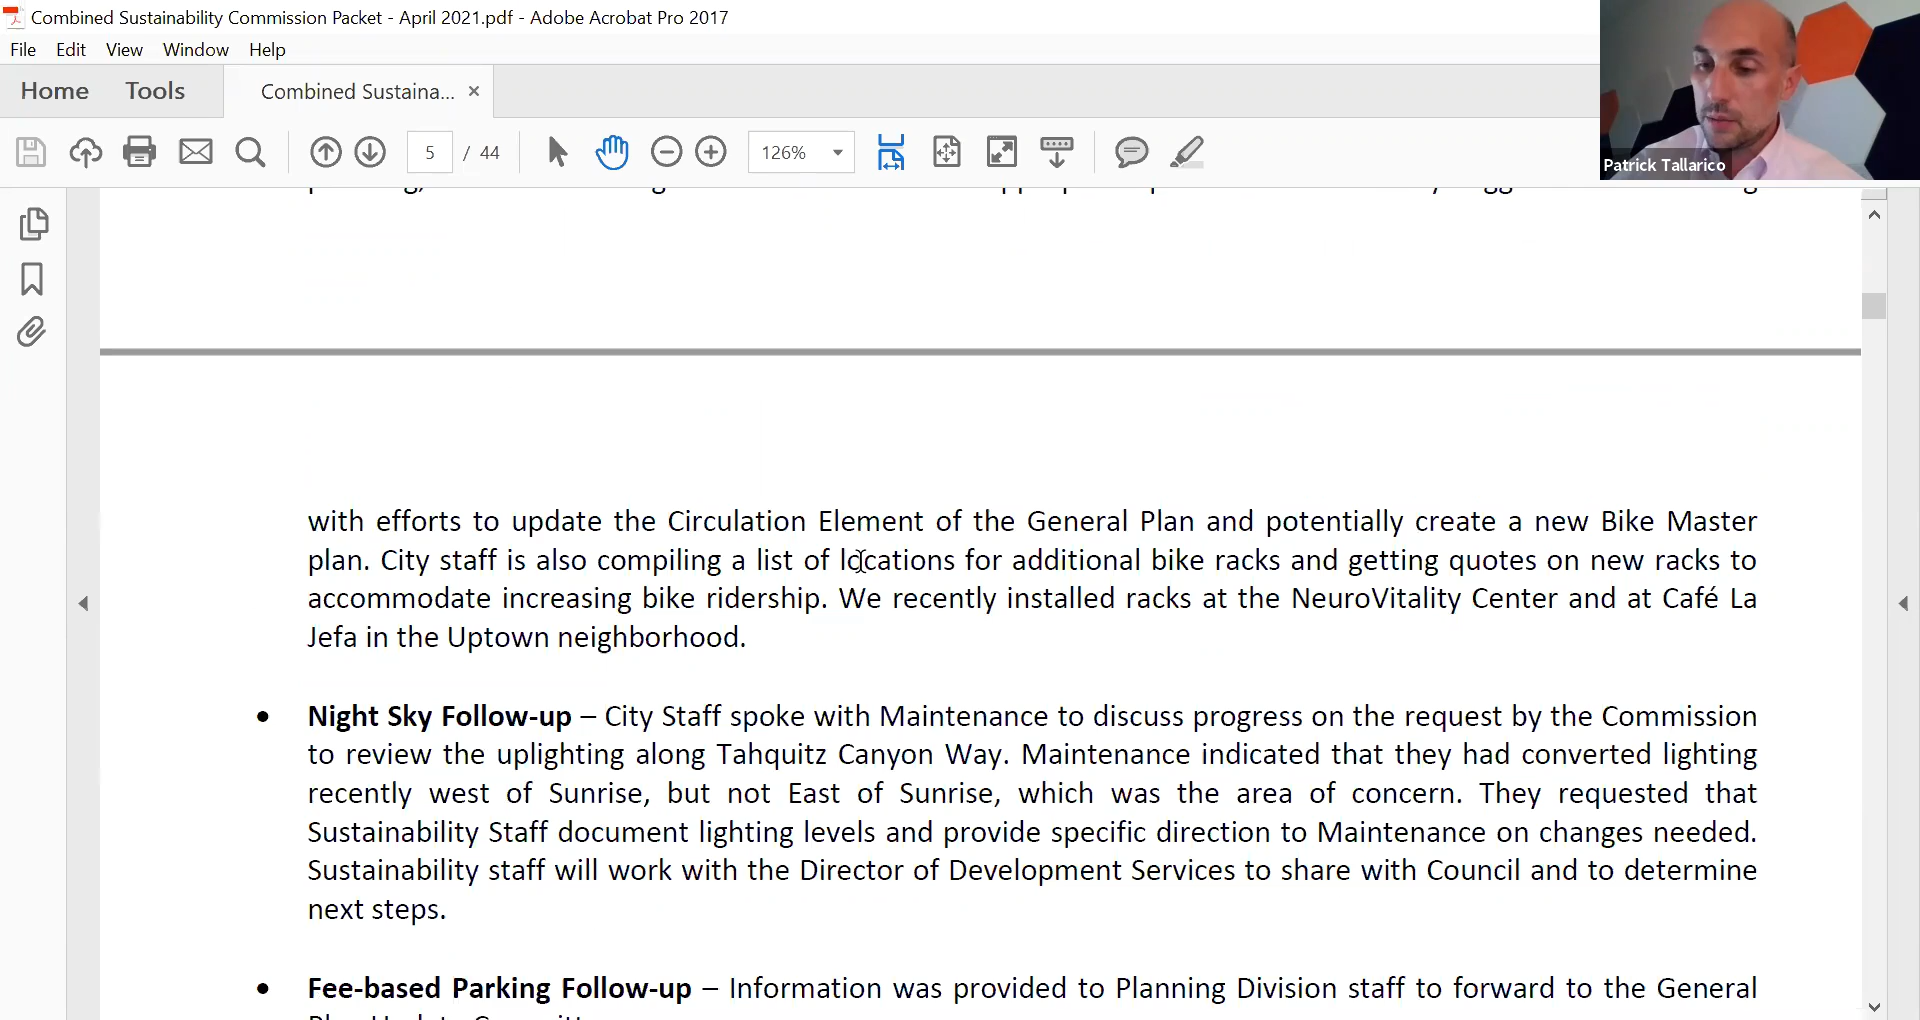 Combined Sustainability Commission Packet - April 2021.pdf - Adobe Acrobat Pro 2017
File Edit View Window Help
Home Tools Combined Sustaina... ×
5 / 44 126%
Patrick Tallarico
with efforts to update the Circulation Element of the General Plan and potentially create a new Bike Master
plan. City staff is also compiling a list of locations for additional bike racks and getting quotes on new racks to
accommodate increasing bike ridership. We recently installed racks at the NeuroVitality Center and at Café La
Jefa in the Uptown neighborhood.
• Night Sky Follow-up – City Staff spoke with Maintenance to discuss progress on the request by the Commission
to review the uplighting along Tahquitz Canyon Way. Maintenance indicated that they had converted lighting
recently west of Sunrise, but not East of Sunrise, which was the area of concern. They requested that
Sustainability Staff document lighting levels and provide specific direction to Maintenance on changes needed.
Sustainability staff will work with the Director of Development Services to share with Council and to determine
next steps.
• Fee-based Parking Follow-up – Information was provided to Planning Division staff to forward to the General